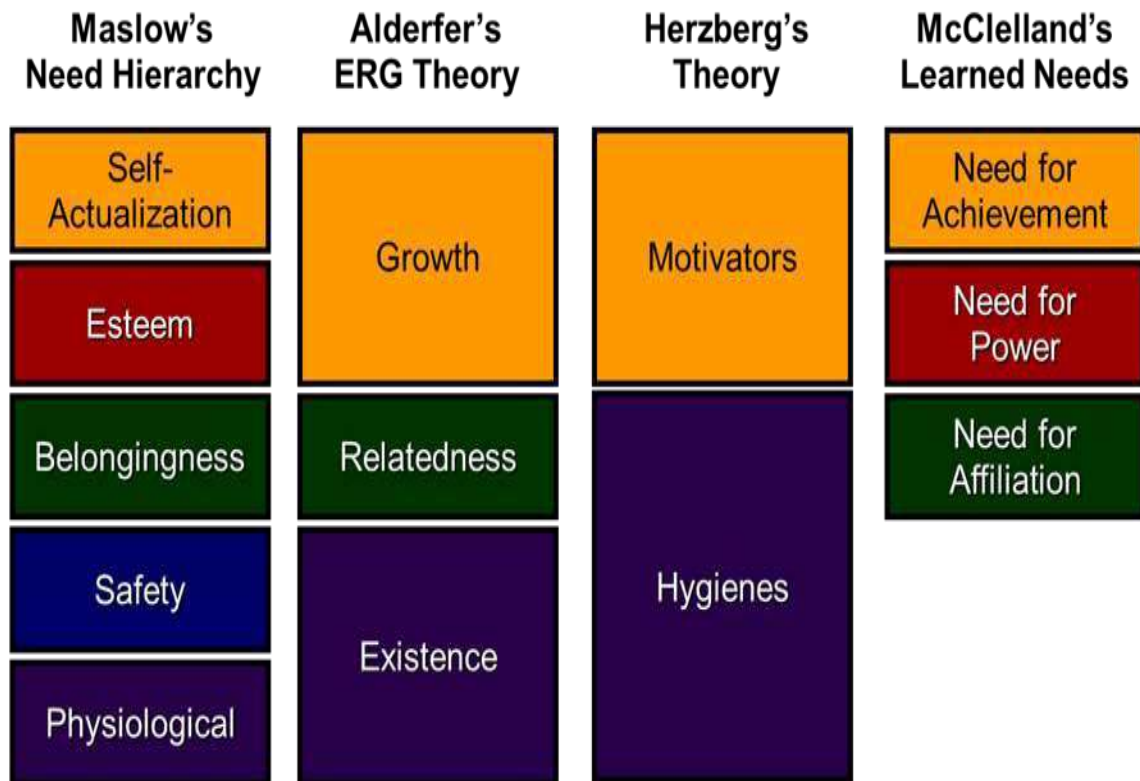 Maslow's
Need Hierarchy
Alderfer's
ERG Theory
Herzberg's
Theory
McClelland's
Learned Needs
Self-
Actualization
Esteem
Belongingness
Safety
Physiological
Growth
Relatedness
Existence
Motivators
Hygienes
Need for
Achievement
Need for
Power
Need for
Affiliation